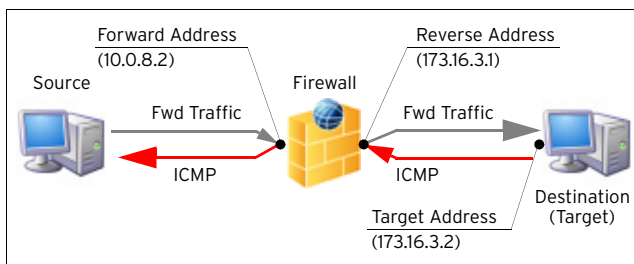 Forward Address
(10.0.8.2)
Reverse Address
(173.16.3.1)
Source
Firewall
Fwd Traffic
Fwd Traffic
ICMP
ICMP
Destination
(Target)
Target Address
(173.16.3.2)